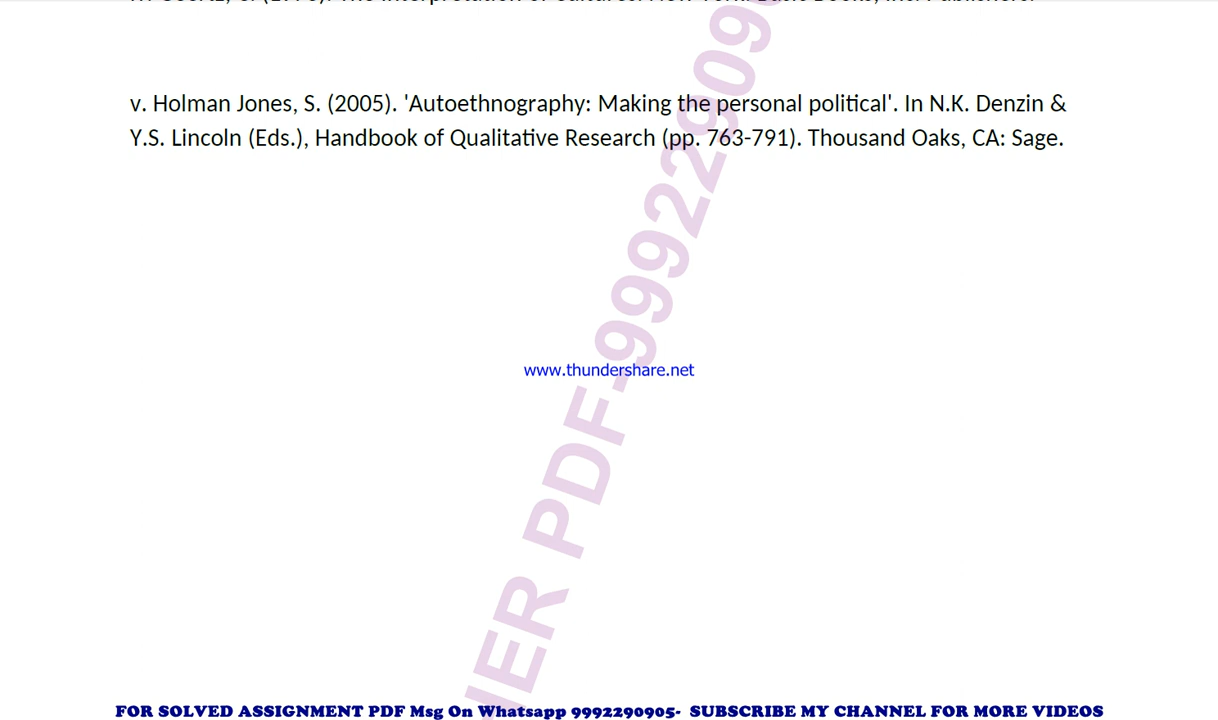 v. Holman Jones, S. (2005). 'Autoethnography: Making the personal political'. In N.K. Denzin &
Y.S. Lincoln (Eds.), Handbook of Qualitative Research (pp. 763-791). Thousand Oaks, CA: Sage.
www.thundershare.net
PDF-99922909
FOR SOLVED ASSIGNMENT PDF Msg On Whatsapp 9992290905- SUBSCRIBE MY CHANNEL FOR MORE VIDEOS